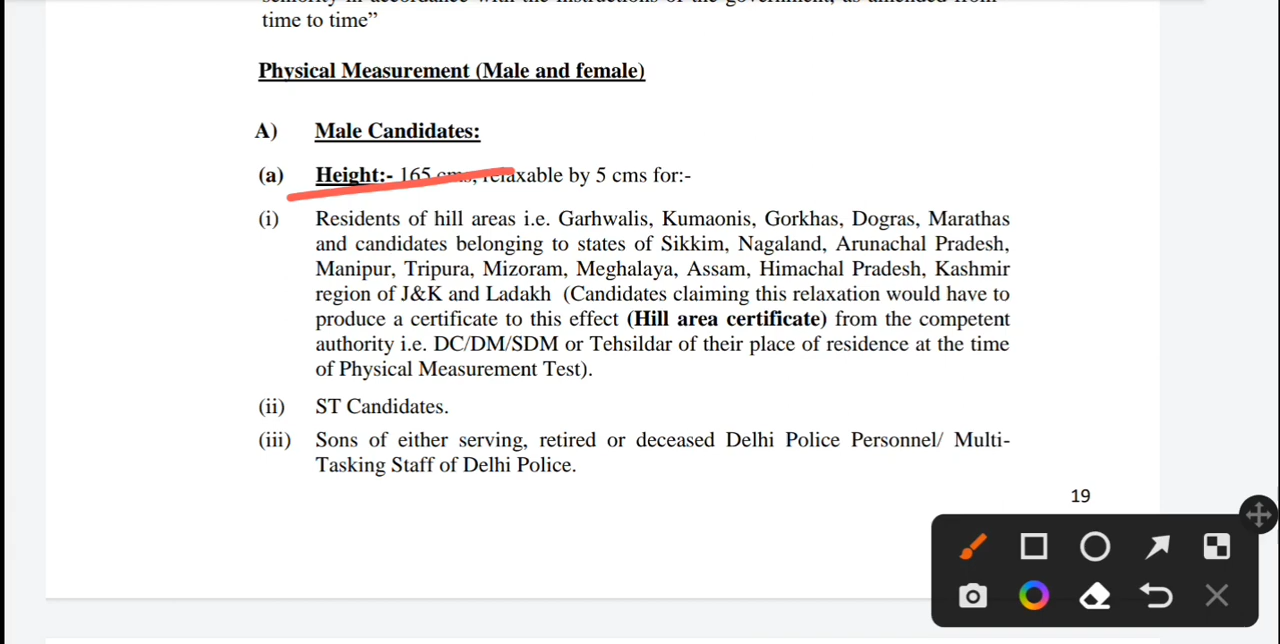 time to time”
Physical Measurement (Male and female)
A) Male Candidates:
(a) Height:- 165 cms, relaxable by 5 cms for:-
(i) Residents of hill areas i.e. Garhwalis, Kumaonis, Gorkhas, Dogras, Marathas
and candidates belonging to states of Sikkim, Nagaland, Arunachal Pradesh,
Manipur, Tripura, Mizoram, Meghalaya, Assam, Himachal Pradesh, Kashmir
region of J&K and Ladakh (Candidates claiming this relaxation would have to
produce a certificate to this effect (Hill area certificate) from the competent
authority i.e. DC/DM/SDM or Tehsildar of their place of residence at the time
of Physical Measurement Test).
(ii) ST Candidates.
(iii) Sons of either serving, retired or deceased Delhi Police Personnel/ Multi-
Tasking Staff of Delhi Police.
19